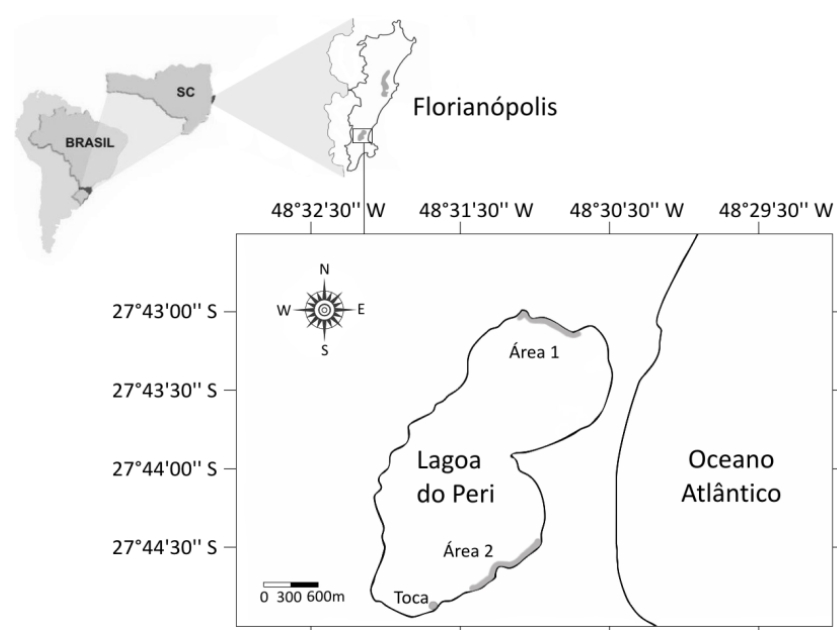 SC
BRASIL
Florianópolis
48°32'30'' W
48°31'30'' W
48°30'30'' W
48°29'30'' W
N
W
E
S
27°43'00'' S
27°43'30'' S
27°44'00'' S
27°44'30'' S
Área 1
Lagoa
do Peri
Oceano
Atlântico
Área 2
Toca
0 300 600m